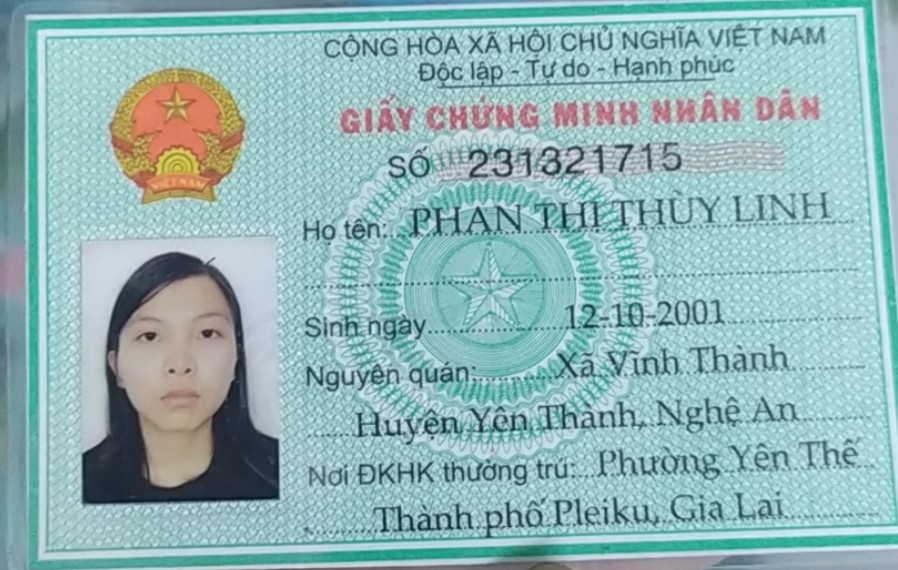 CỘNG HÒA XÃ HỘI CHỦ NGHĨA VIỆT NAM
Độc lập - Tự do - Hạnh phúc
GIẤY CHỨNG MINH NHÂN DÂN
SỐ 231321715
VIỆT NAM
Họ tên: PHAN THỊ THÙY LINH
Sinh ngày 12-10-2001
Nguyên quán: Xã Vĩnh Thành
Huyện Yên Thành, Nghệ An
Nơi ĐKHK thường trú: Phường Yên Thế
Thành phố Pleiku, Gia Lai